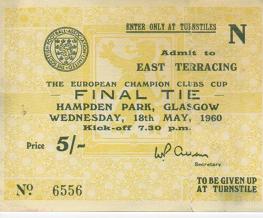 ENTER ONLY AT TURNSTILES
N
Admit to
EAST TERRACING
THE EUROPEAN CHAMPION CLUBS CUP
FINAL TIE
HAMPDEN PARK, GLASGOW
WEDNESDAY, 18th MAY, 1960
Kick-off 7.30 p.m.
Price 5/-
Secretary
No. 6556
TO BE GIVEN UP
AT TURNSTILE